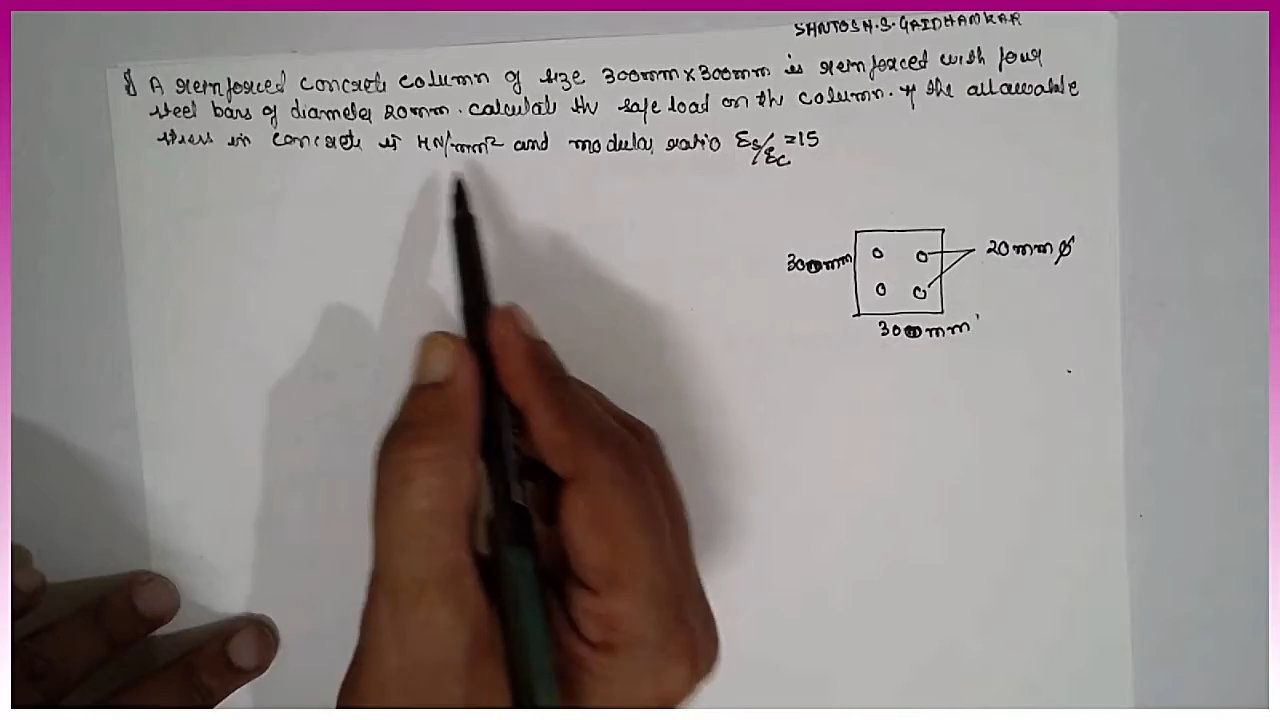 SANTOSH.S.GAIDHANKAR
1) A reinforced concrete column of size 300mm x 300mm is reinforced with four
steel bars of diameter 20mm. calculate the safe load on the column. if the allowable
stress in concrete is 4N/mm² and modular ratio Es/Ec =15
300mm
20mm ø
300mm